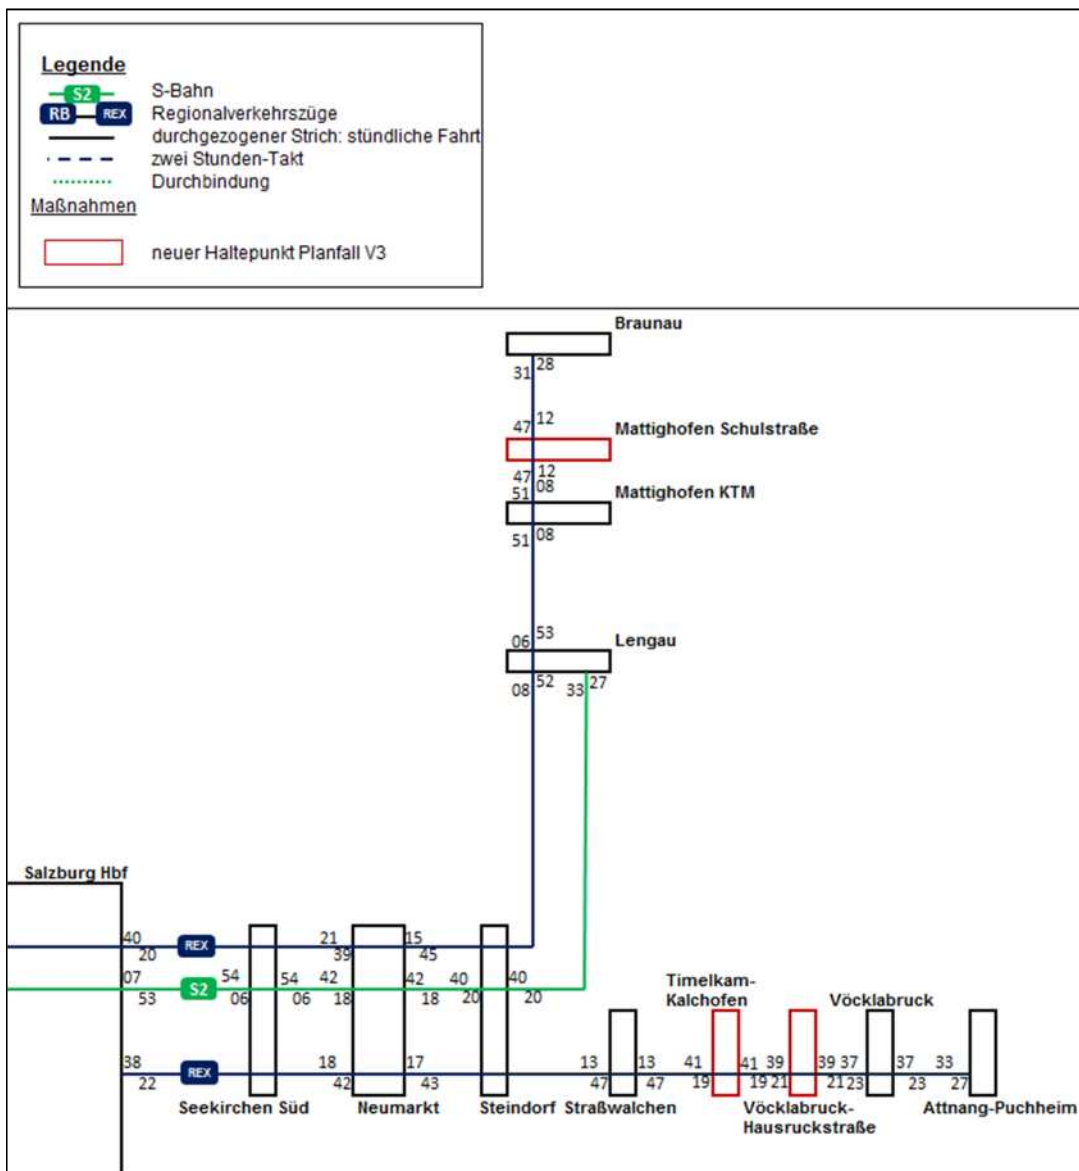 Legende
S2 S-Bahn
RB REX Regionalverkehrszüge
durchgezogener Strich: stündliche Fahrt
zwei Stunden-Takt
Durchbindung
Maßnahmen
neuer Haltepunkt Planfall V3
Braunau
31 28
47 12
Mattighofen Schulstraße
47 12
51 08
Mattighofen KTM
51 08
06 53
Lengau
08 52 33 27
Salzburg Hbf
40 21 15
REX
20 39 45
07 54 54 42 42 40 40
S2
53 06 06 18 18 20 20
Timelkam-
Kalchofen
Vöcklabruck
38 18 17 13 13 41 41 39 39 37 37 33
REX
22 42 43 47 47 19 19 21 21 23 23 27
Seekirchen Süd
Neumarkt
Steindorf
Straßwalchen
Vöcklabruck-
Hausruckstraße
Attnang-Puchheim